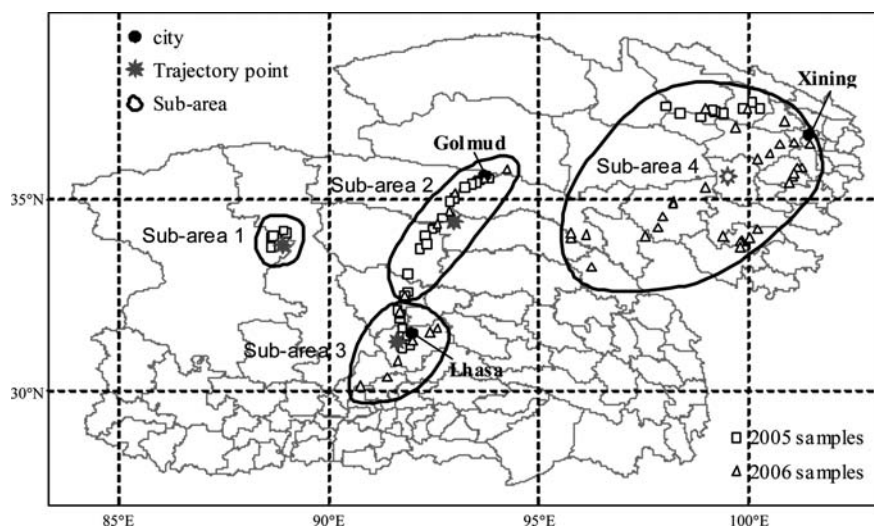 city
Trajectory point
Sub-area
Xining
Golmud
Sub-area 2
Sub-area 4
35°N
Sub-area 1
Sub-area 3
Lhasa
30°N
2005 samples
2006 samples
85°E
90°E
95°E
100°E